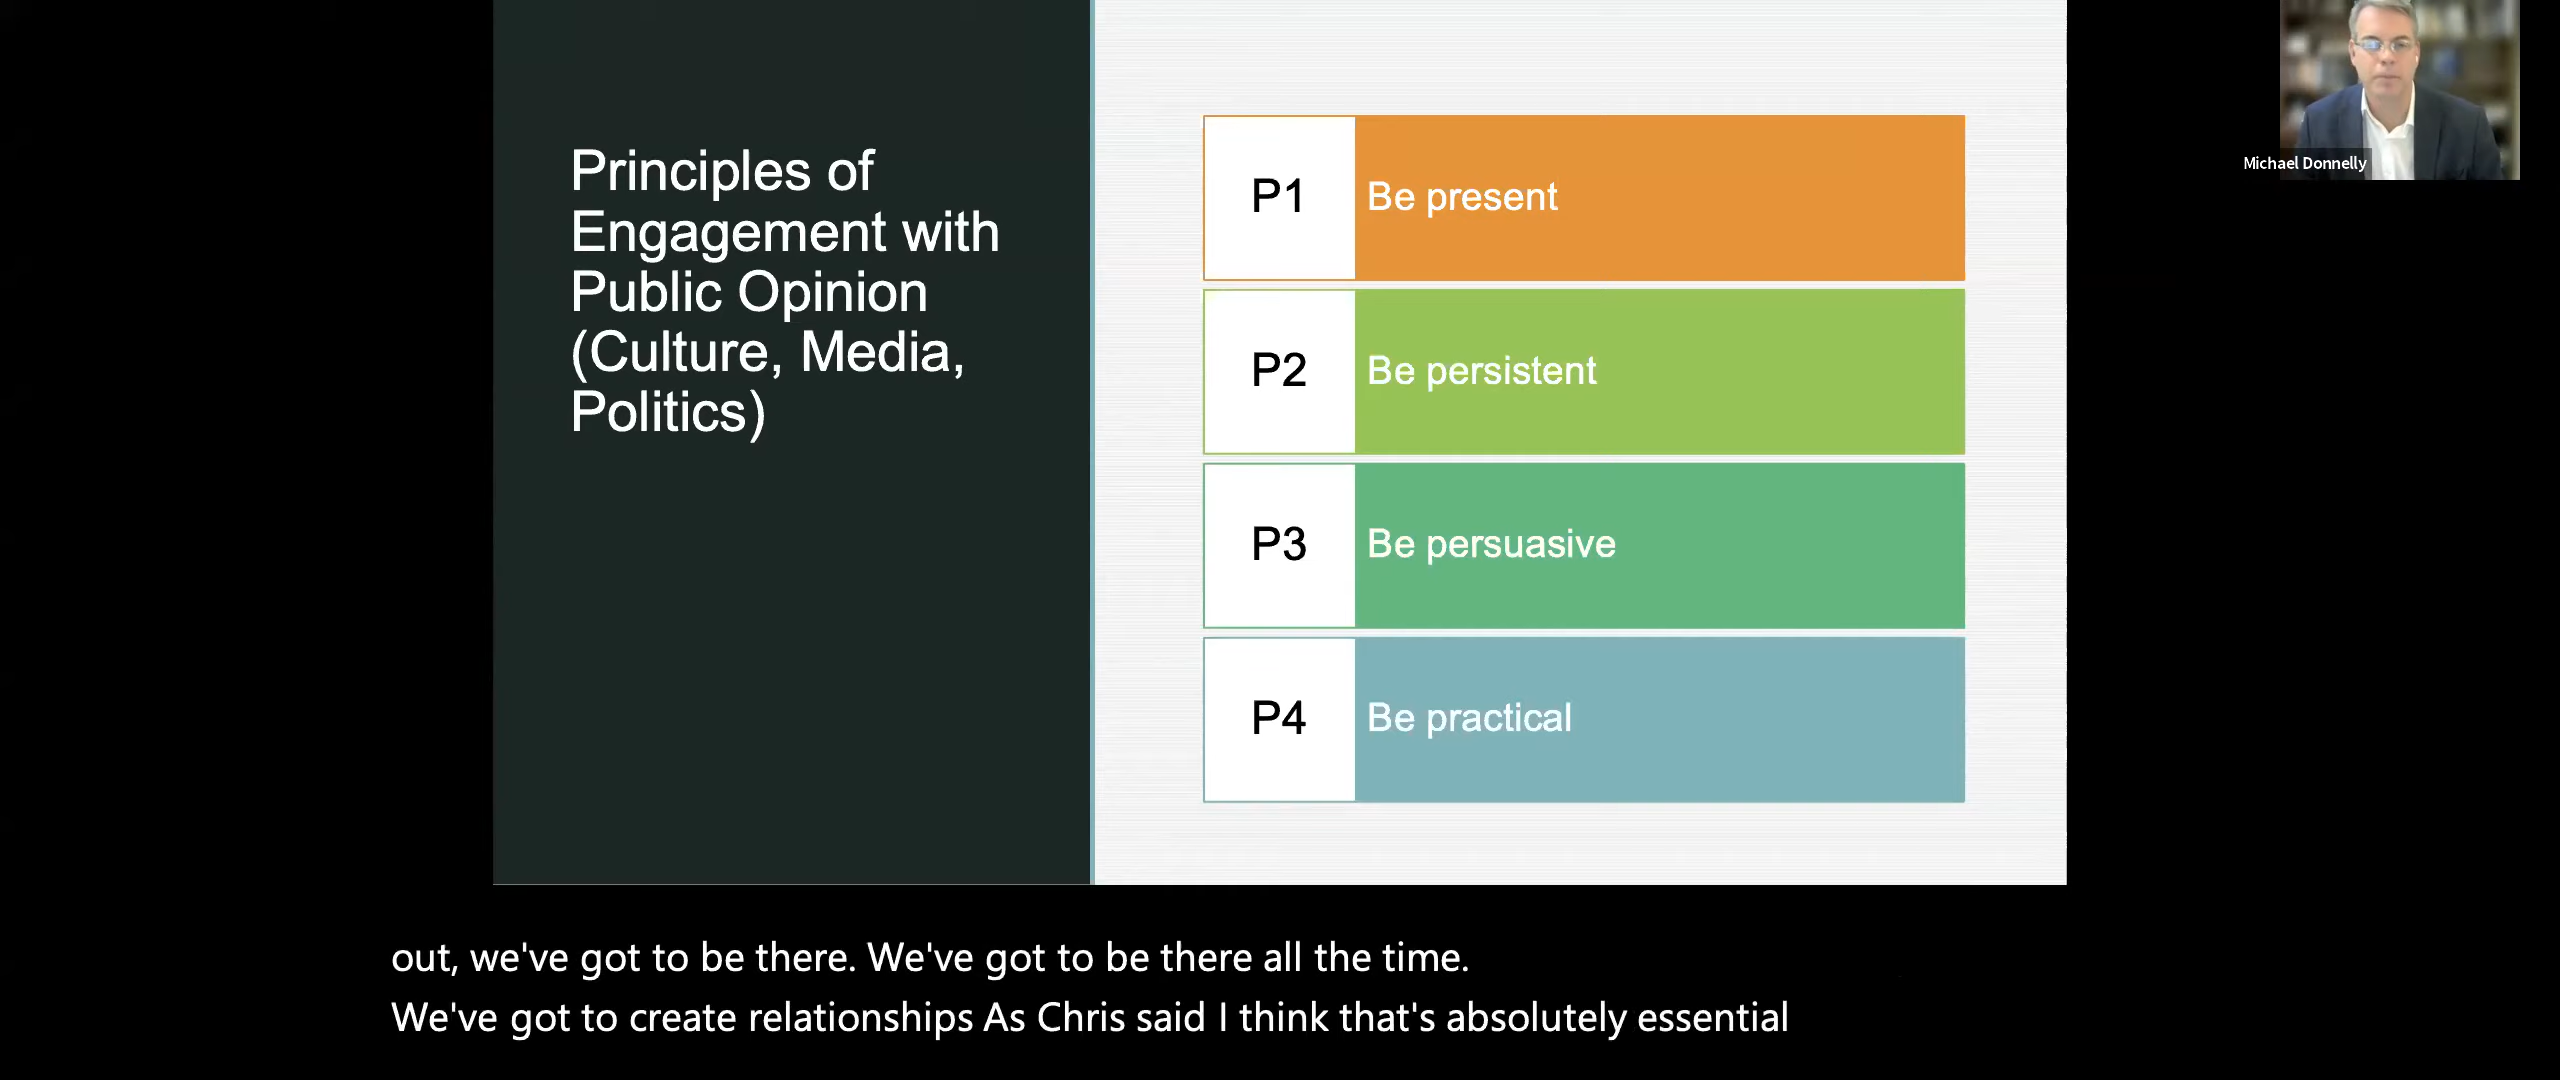 Principles of
Engagement with
Public Opinion
(Culture, Media,
Politics)
P1 Be present
P2 Be persistent
P3 Be persuasive
P4 Be practical
Michael Donnelly
out, we've got to be there. We've got to be there all the time.
We've got to create relationships As Chris said I think that's absolutely essential